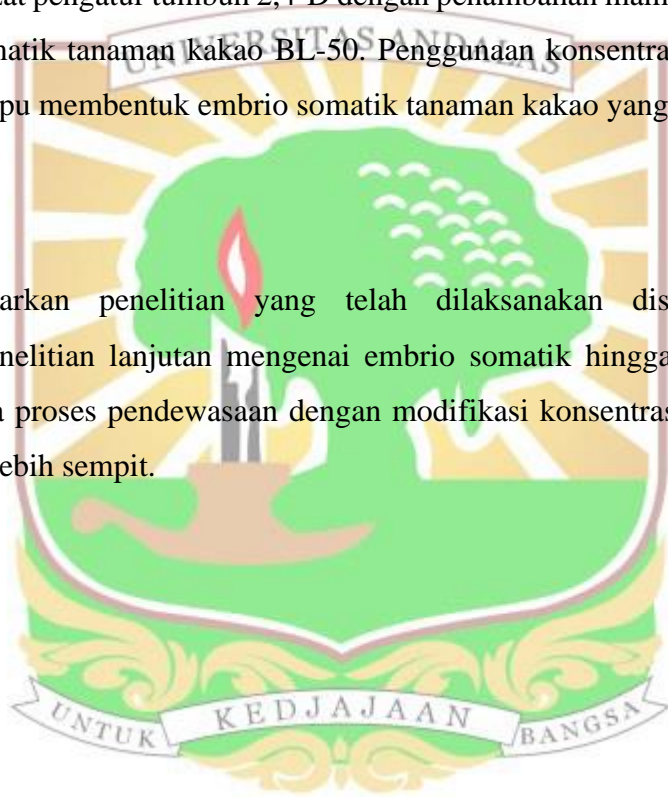 zat pengatur tumbuh 2,4-D dengan penambahan
UNIVERSITAS ANDALAS
matik tanaman kakao BL-50. Penggunaan konsentra
pu membentuk embrio somatik tanaman kakao yang
arkan penelitian yang telah dilaksanakan dis
nelitian lanjutan mengenai embrio somatik hingga
proses pendewasaan dengan modifikasi konsentras
lebih sempit.
UNTUK KEDJAJAAN BANGSA